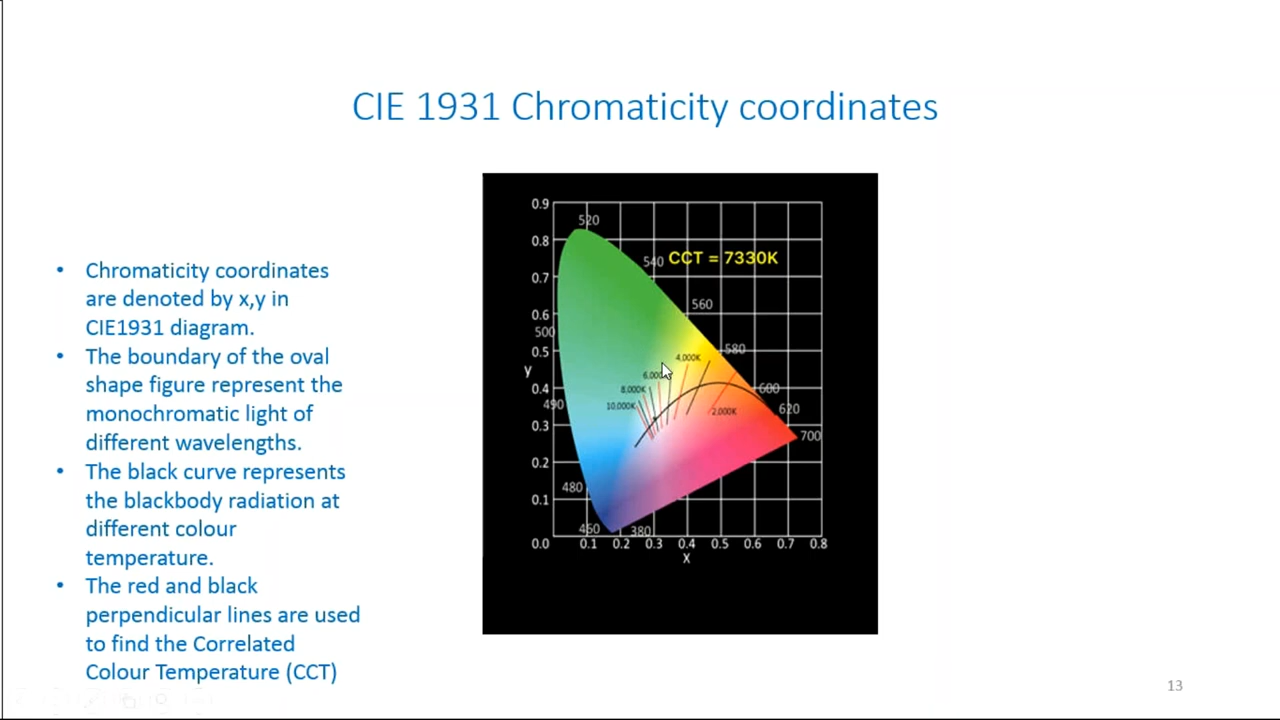 CIE 1931 Chromaticity coordinates
• Chromaticity coordinates
are denoted by x,y in
CIE1931 diagram.
• The boundary of the oval
shape figure represent the
monochromatic light of
different wavelengths.
• The black curve represents
the blackbody radiation at
different colour
temperature.
• The red and black
perpendicular lines are used
to find the Correlated
Colour Temperature (CCT)
0.9
520
0.8
540 CCT = 7330K
0.7
560
0.6
500
0.5
580
4,000K
y
6,000K
0.4
8,000K
600
490
10,000K
2,000K
620
0.3
700
0.2
480
0.1
460
380
0.0 0.1 0.2 0.3 0.4 0.5 0.6 0.7 0.8
X
13